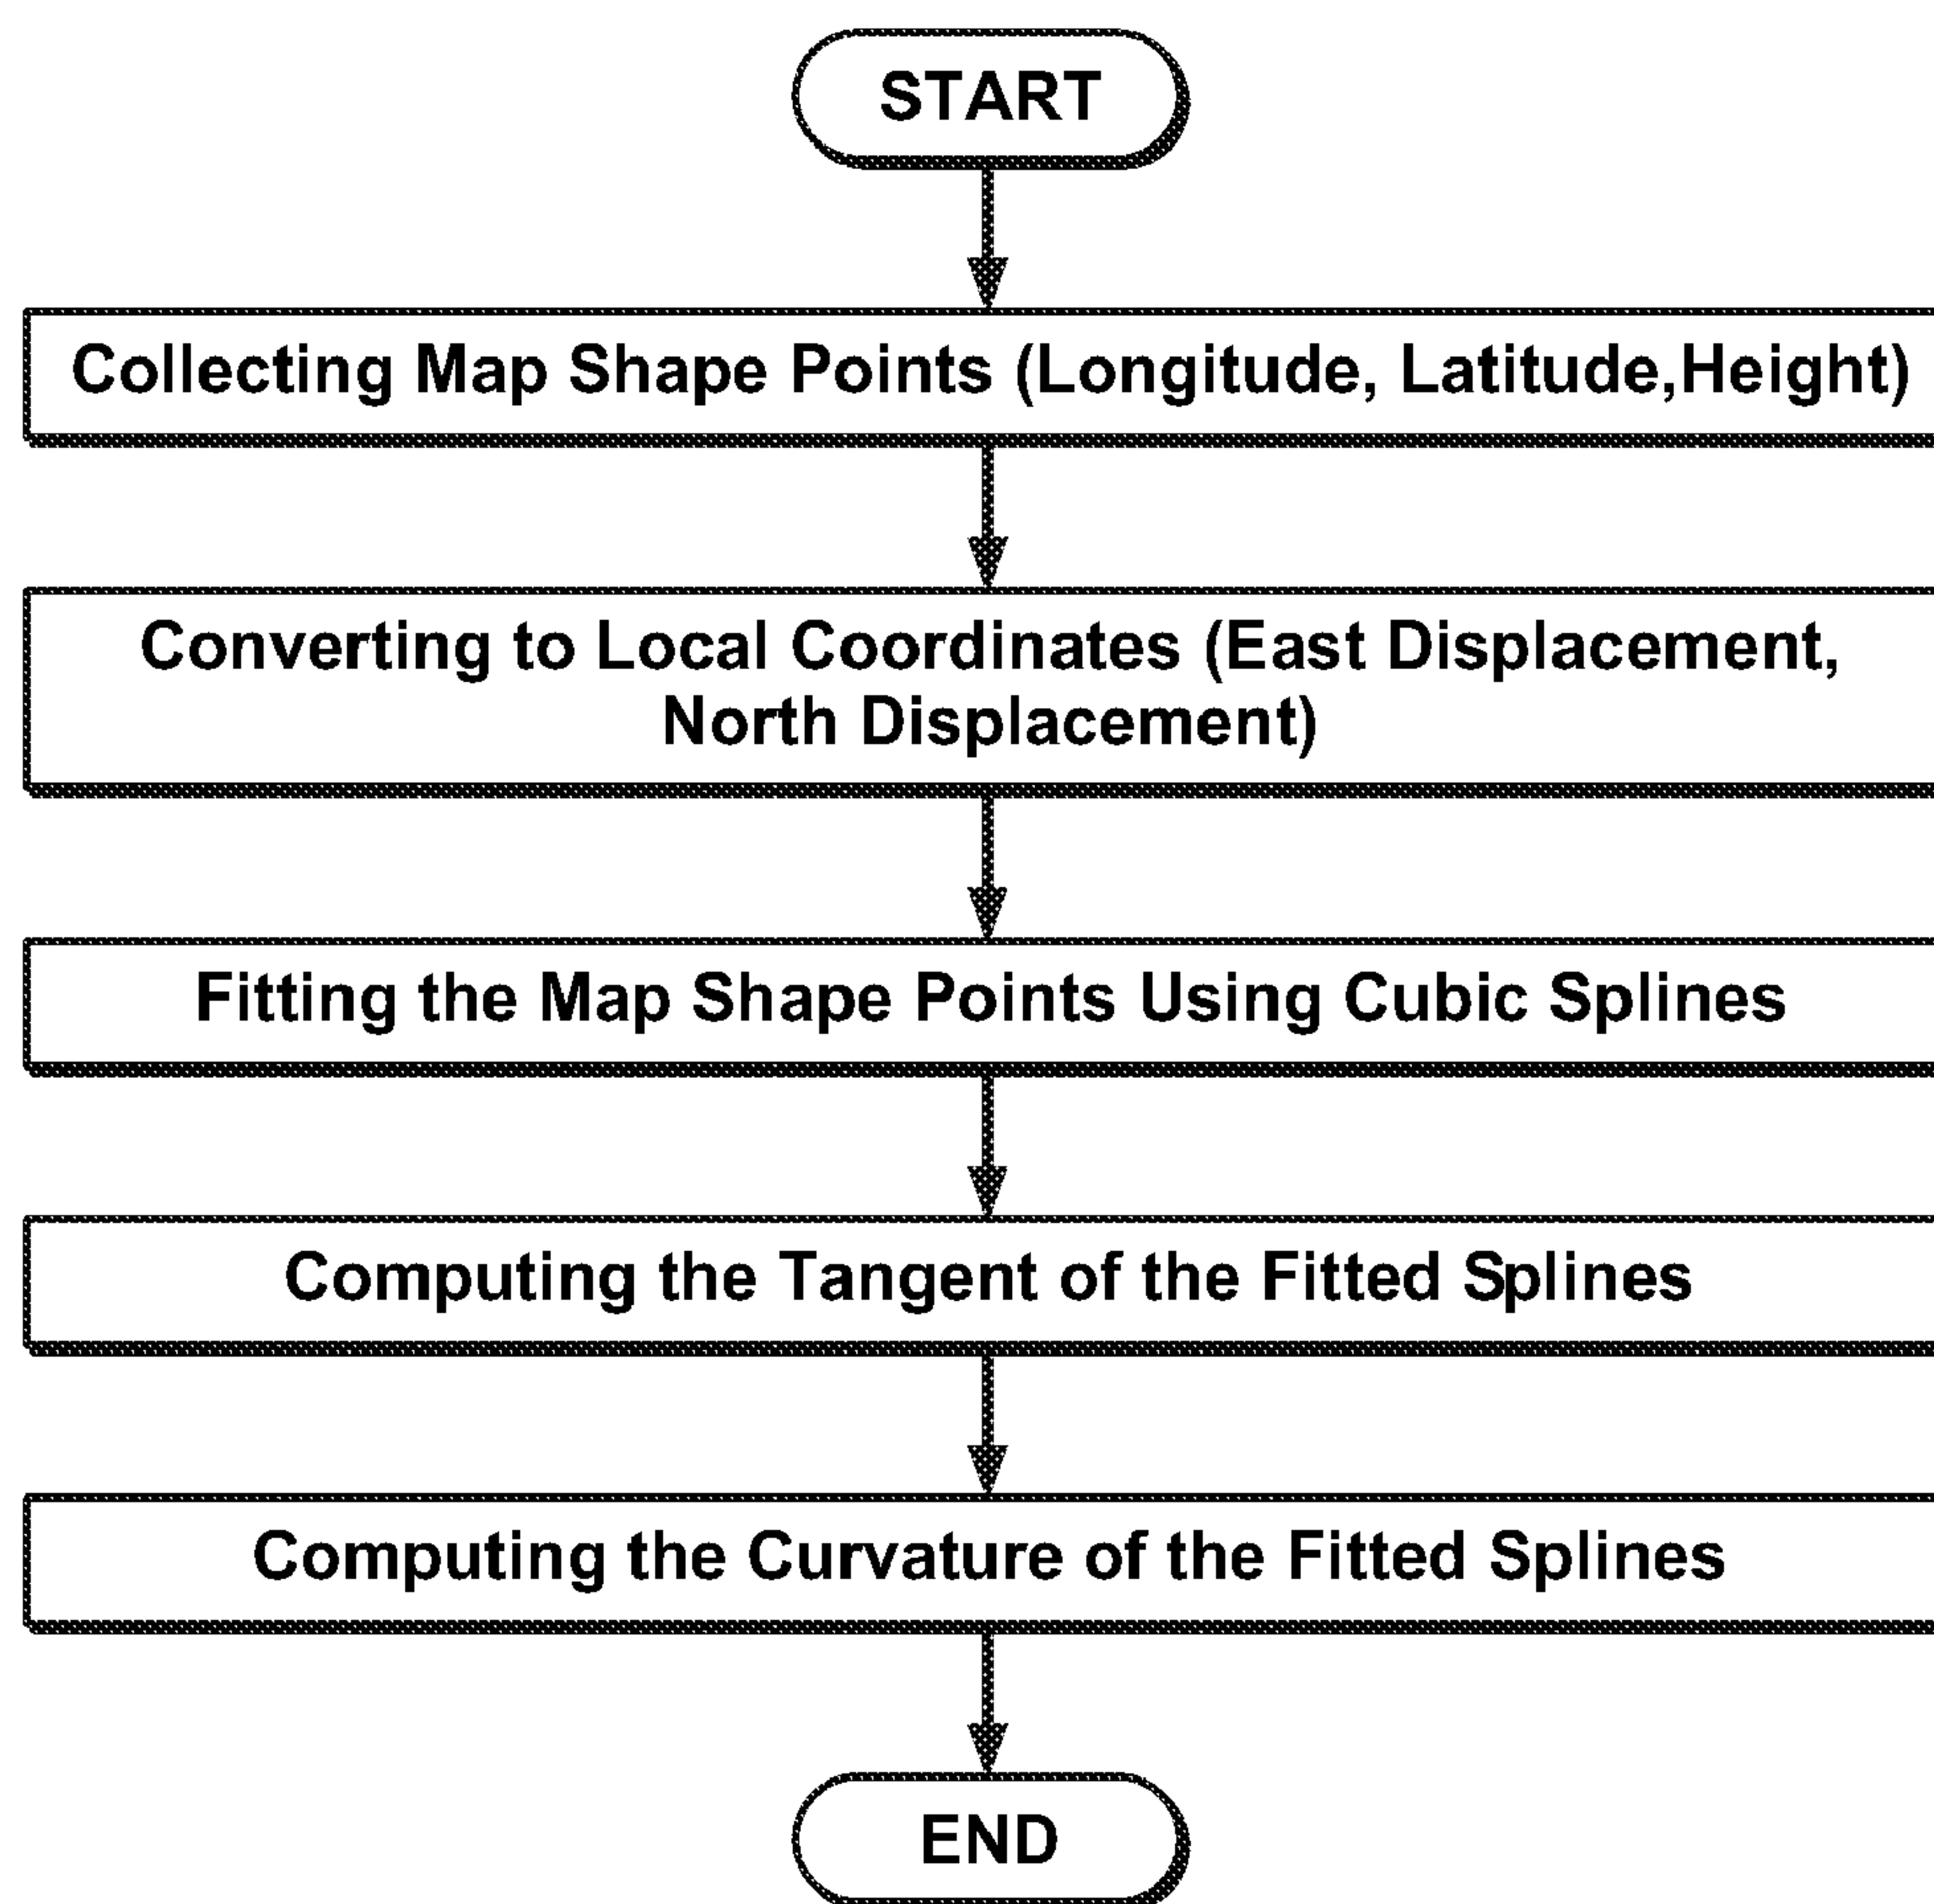 START
Collecting Map Shape Points (Longitude, Latitude,Height)
Converting to Local Coordinates (East Displacement,
North Displacement)
Fitting the Map Shape Points Using Cubic Splines
Computing the Tangent of the Fitted Splines
Computing the Curvature of the Fitted Splines
END